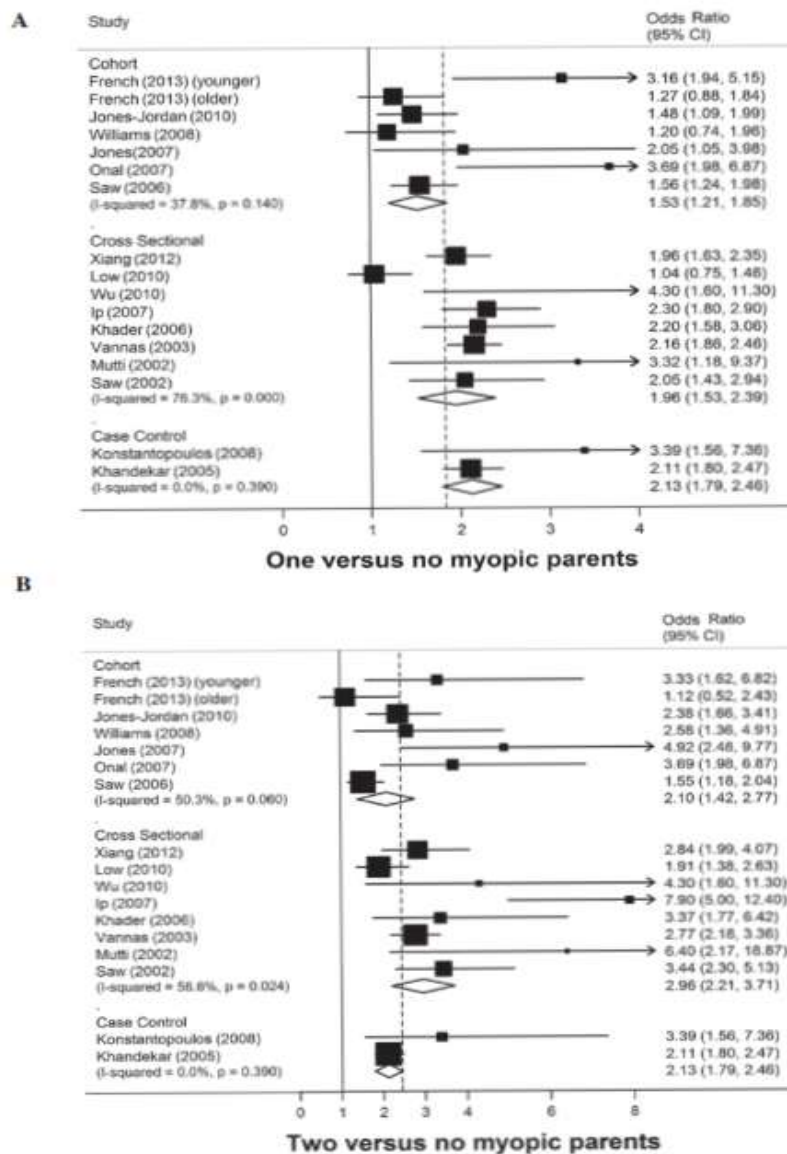 A
Study
Odds Ratio
(95% CI)
Cohort
French (2013) (younger) 3.16 (1.94, 5.15)
French (2013) (older) 1.27 (0.88, 1.84)
Jones-Jordan (2010) 1.48 (1.09, 1.99)
Williams (2008) 1.20 (0.74, 1.96)
Jones(2007) 2.05 (1.05, 3.98)
Onal (2007) 3.69 (1.98, 6.87)
Saw (2006) 1.56 (1.24, 1.98)
(I-squared = 37.8%, p = 0.140) 1.53 (1.21, 1.85)
.
Cross Sectional
Xiang (2012) 1.96 (1.63, 2.35)
Low (2010) 1.04 (0.75, 1.46)
Wu (2010) 4.30 (1.60, 11.30)
Ip (2007) 2.30 (1.80, 2.90)
Khader (2006) 2.20 (1.58, 3.06)
Vannas (2003) 2.16 (1.86, 2.46)
Mutti (2002) 3.32 (1.18, 9.37)
Saw (2002) 2.05 (1.43, 2.94)
(I-squared = 76.3%, p = 0.000) 1.96 (1.53, 2.39)
.
Case Control
Konstantopoulos (2008) 3.39 (1.56, 7.36)
Khandekar (2005) 2.11 (1.80, 2.47)
(I-squared = 0.0%, p = 0.390) 2.13 (1.79, 2.46)
0 1 2 3 4
One versus no myopic parents
B
Study
Odds Ratio
(95% CI)
Cohort
French (2013) (younger) 3.33 (1.62, 6.82)
French (2013) (older) 1.12 (0.52, 2.43)
Jones-Jordan (2010) 2.38 (1.66, 3.41)
Williams (2008) 2.58 (1.36, 4.91)
Jones (2007) 4.92 (2.48, 9.77)
Onal (2007) 3.69 (1.98, 6.87)
Saw (2006) 1.55 (1.18, 2.04)
(I-squared = 50.3%, p = 0.060) 2.10 (1.42, 2.77)
.
Cross Sectional
Xiang (2012) 2.84 (1.99, 4.07)
Low (2010) 1.91 (1.38, 2.63)
Wu (2010) 4.30 (1.60, 11.30)
Ip (2007) 7.90 (5.00, 12.40)
Khader (2006) 3.37 (1.77, 6.42)
Vannas (2003) 2.77 (2.18, 3.36)
Mutti (2002) 6.40 (2.17, 18.87)
Saw (2002) 3.44 (2.30, 5.13)
(I-squared = 56.6%, p = 0.024) 2.96 (2.21, 3.71)
.
Case Control
Konstantopoulos (2008) 3.39 (1.56, 7.36)
Khandekar (2005) 2.11 (1.80, 2.47)
(I-squared = 0.0%, p = 0.390) 2.13 (1.79, 2.46)
0 1 2 3 4 6 8
Two versus no myopic parents